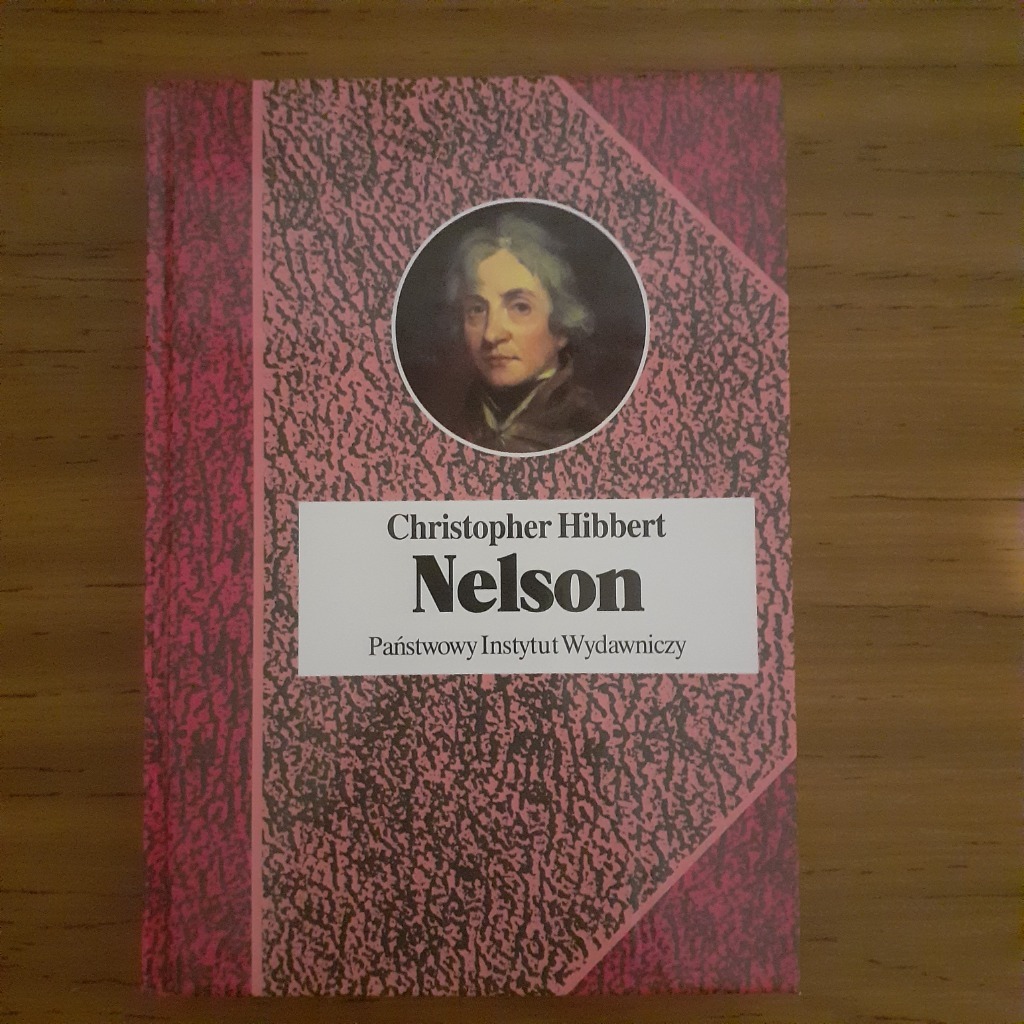 Christopher Hibbert
Nelson
Państwowy Instytut Wydawniczy